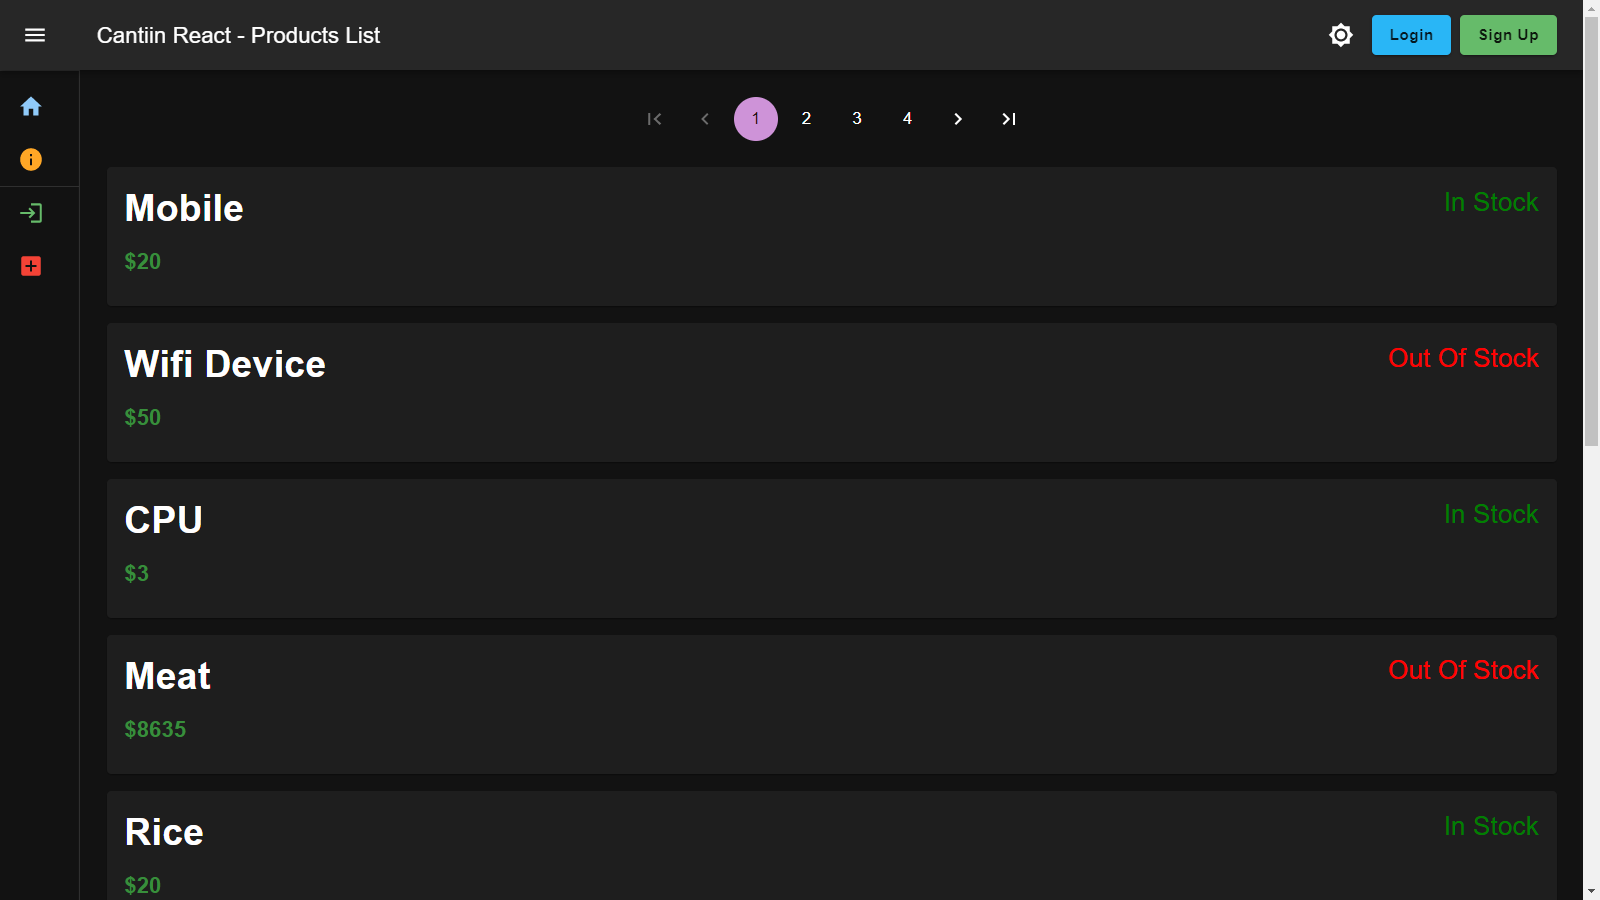 Cantiin React - Products List
Login
Sign Up
1 2 3 4
Mobile
In Stock
$20
Wifi Device
Out Of Stock
$50
CPU
In Stock
$3
Meat
Out Of Stock
$8635
Rice
In Stock
$20